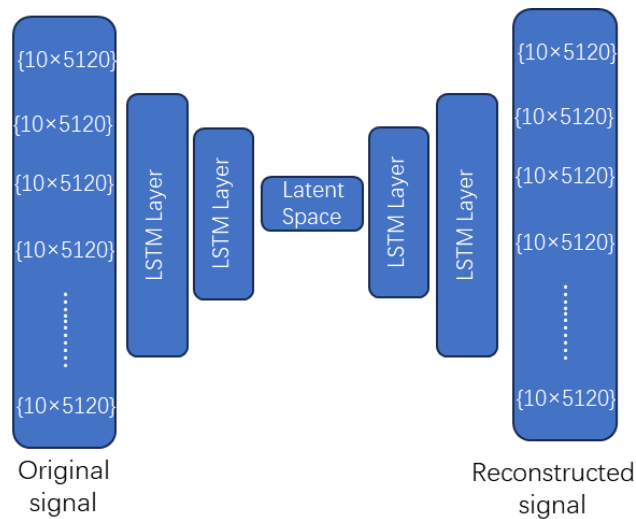 {10×5120}
{10×5120}
{10×5120}
{10×5120}
{10×5120}
Original
signal
LSTM Layer
LSTM Layer
Latent
Space
LSTM Layer
LSTM Layer
{10×5120}
{10×5120}
{10×5120}
{10×5120}
{10×5120}
Reconstructed
signal